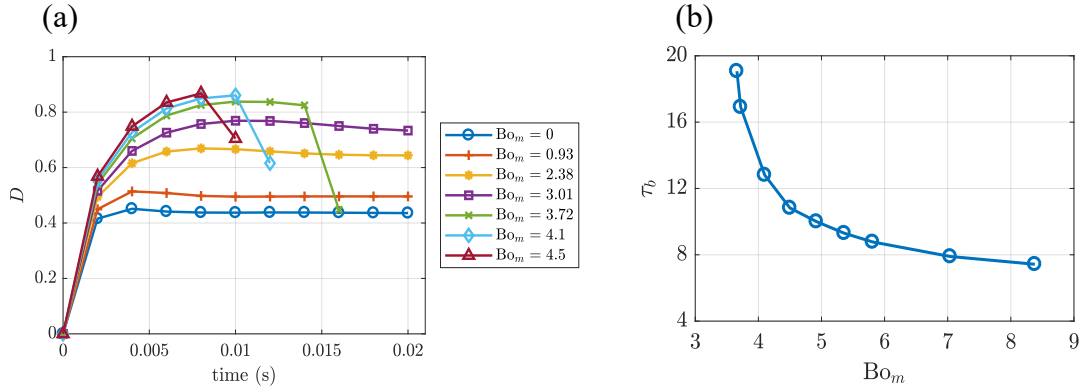 (a)
1
0.8
0.6
0.4
0.2
0
D
0 0.005 0.01 0.015 0.02
time (s)
Bo_m = 0
Bo_m = 0.93
Bo_m = 2.38
Bo_m = 3.01
Bo_m = 3.72
Bo_m = 4.1
Bo_m = 4.5
(b)
20
16
12
8
4
τ_b
3 4 5 6 7 8 9
Bo_m